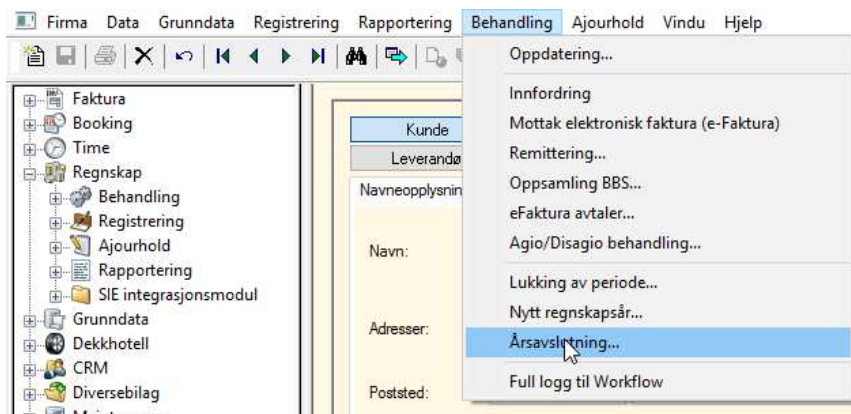 Firma Data Grunndata Registrering Rapportering Behandling Ajourhold Vindu Hjelp
Oppdatering...
Innfordring
Mottak elektronisk faktura (e-Faktura)
Remittering...
Oppsamling BBS...
eFaktura avtaler...
Agio/Disagio behandling...
Lukking av periode...
Nytt regnskapsår...
Årsavslutning...
Full logg til Workflow
Faktura
Booking
Time
Regnskap
Behandling
Registrering
Ajourhold
Rapportering
SIE integrasjonsmodul
Grunndata
Dekkhotell
CRM
Diversebilag
Kunde
Leverandø
Navneopplysnin
Navn:
Adresser:
Poststed: